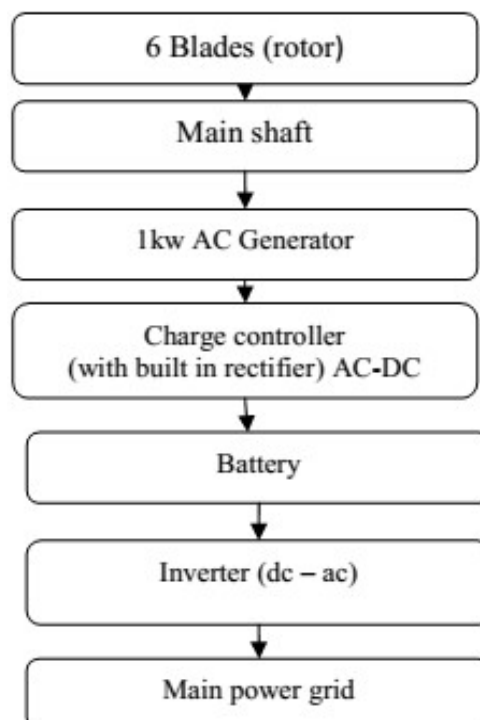 6 Blades (rotor)
Main shaft
1kw AC Generator
Charge controller
(with built in rectifier) AC-DC
Battery
Inverter (dc – ac)
Main power grid